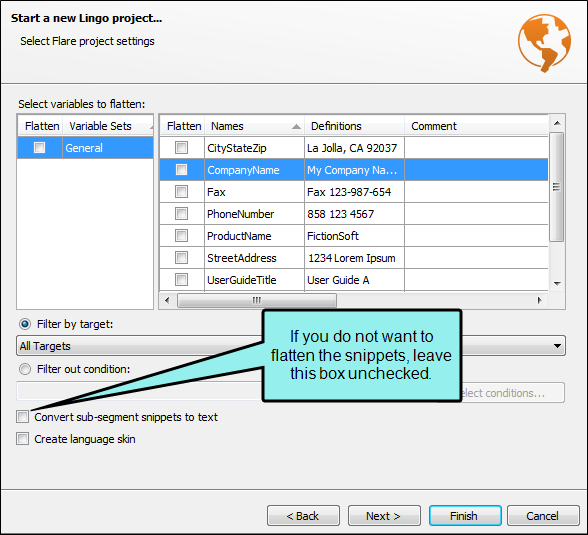 Start a new Lingo project...
Select Flare project settings
Select variables to flatten:
Flatten Variable Sets
General
Flatten Names Definitions Comment
CityStateZip La Jolla, CA 92037
CompanyName My Company Na...
Fax Fax 123-987-654
PhoneNumber 858 123 4567
ProductName FictionSoft
StreetAddress 1234 Lorem Ipsum
UserGuideTitle User Guide A
Filter by target:
All Targets
If you do not want to
flatten the snippets, leave
this box unchecked.
Filter out condition:
elect conditions...
Convert sub-segment snippets to text
Create language skin
< Back Next > Finish Cancel